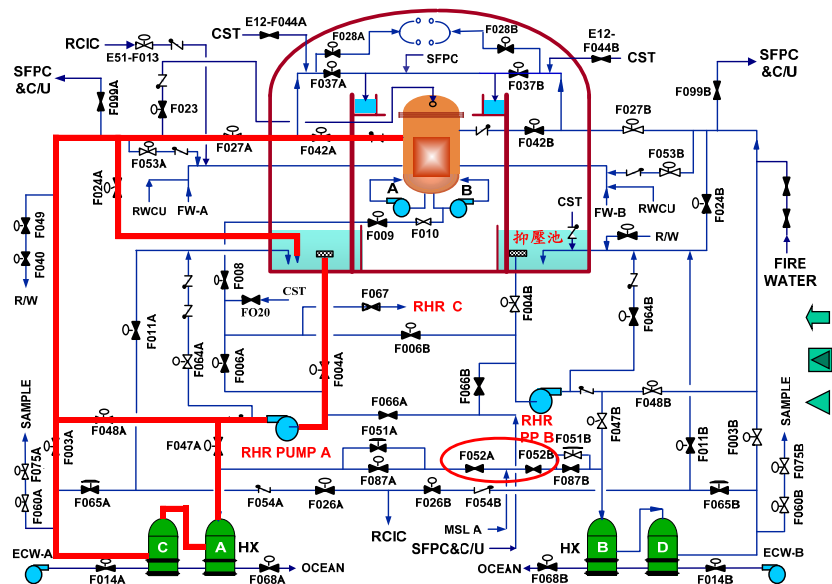 E12-F044A
CST
F028A
F028B
E12-
F044B
CST
RCIC
E51-F013
SFPC
SFPC
&C/U
SFPC
&C/U
F037A
F037B
F099A
F023
F099B
F027A
F042A
F042B
F027B
F053A
F053B
F024A
F024B
RWCU
FW-A
A
B
FW-B
RWCU
CST
F009
F010
抑壓池
R/W
F049
F040
R/W
FIRE
WATER
F008
CST
FO20
F067
RHR C
F004B
F064B
F011A
F064A
F006A
F004A
F006B
F066B
F066A
SAMPLE
F048A
F003A
F047A
RHR PUMP A
F051A
RHR
PP B
F051B
F047B
F048B
F011B
F003B
SAMPLE
F052A
F052B
F087A
F087B
F075A
F060A
F075B
F060B
F065A
F054A
F026A
F026B
F054B
F065B
RCIC
MSL A
SFPC&C/U
C
A
HX
HX
B
D
ECW-A
F014A
F068A
OCEAN
OCEAN
F068B
F014B
ECW-B